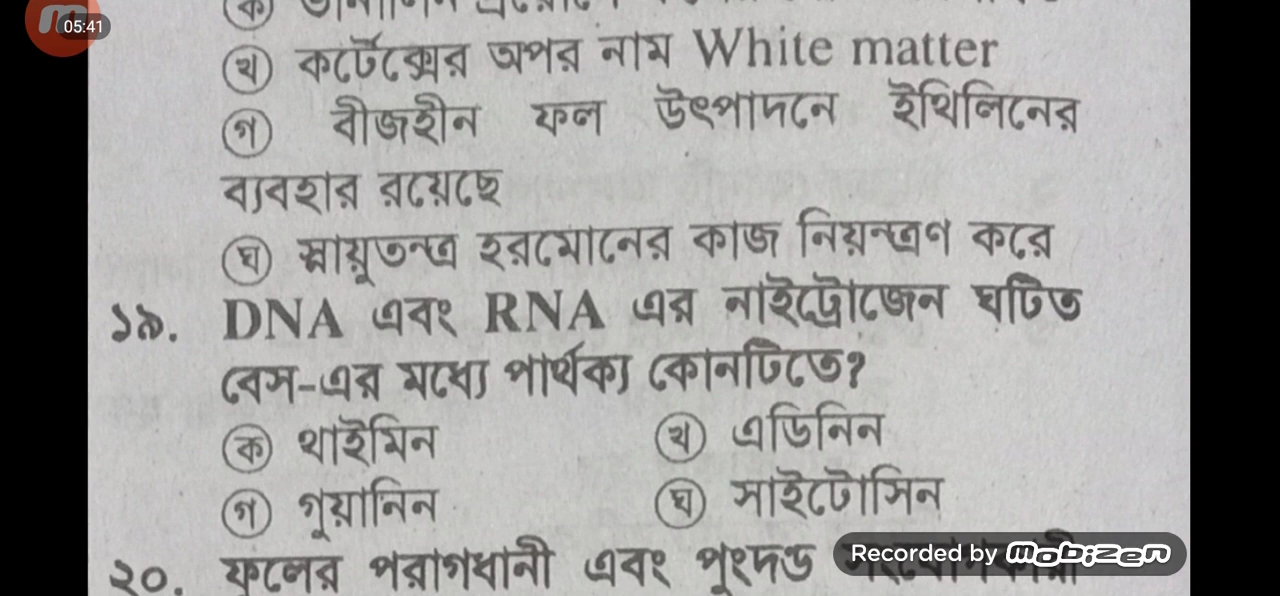 05:41
খ কর্টেক্সের অপর নাম White matter
গ বীজহীন ফল উৎপাদনে ইথিলিনের
ব্যবহার রয়েছে
ঘ স্নায়ুতন্ত্র হরমোনের কাজ নিয়ন্ত্রণ করে
১৯. DNA এবং RNA এর নাইট্রোজেন ঘটিত
বেস-এর মধ্যে পার্থক্য কোনটিতে?
ক থাইমিন খ এডিনিন
গ গুয়ানিন ঘ সাইটোসিন
২০. ফুলের পরাগধানী এবং পুংদন্ড
Recorded by mobizen